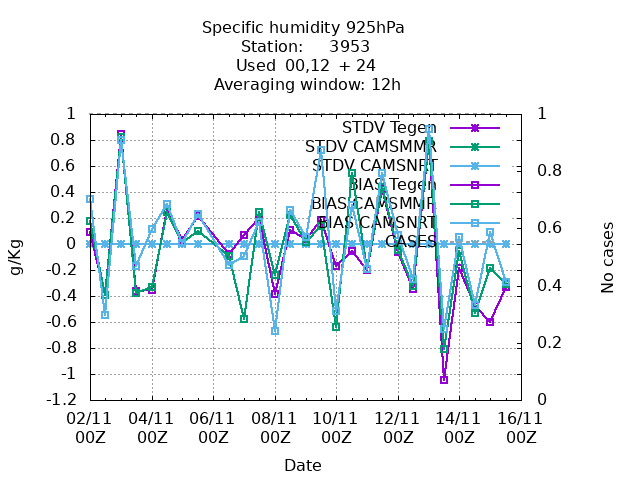 Specific humidity 925hPa
Station: 3953
Used 00,12 + 24
Averaging window: 12h
1 1
STDV Tegen
0.8 STDV CAMSMMR
0.6 STDV CAMSNRT 0.8
0.4 BIAS Tegen
0.2 BIAS CAMSMMR 0.6
BIAS CAMSNRT
0 CASES
-0.2
-0.4 0.4
-0.6
-0.8 0.2
-1
-1.2 0
g/Kg
No cases
02/11 04/11 06/11 08/11 10/11 12/11 14/11 16/11
00Z 00Z 00Z 00Z 00Z 00Z 00Z 00Z
Date